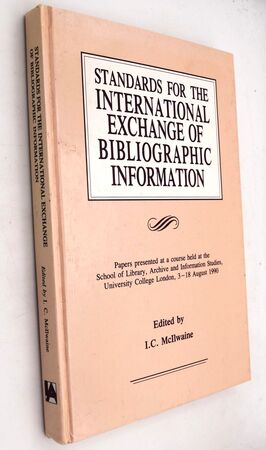 STANDARDS FOR THE INTERNATIONAL EXCHANGE
OF BIBLIOGRAPHIC INFORMATION
Edited by I. C. McIlwaine
STANDARDS FOR THE
INTERNATIONAL
EXCHANGE OF
BIBLIOGRAPHIC
INFORMATION
Papers presented at a course held at the
School of Library, Archive and Information Studies,
University College London, 3–18 August 1990
Edited by
I.C. McIlwaine